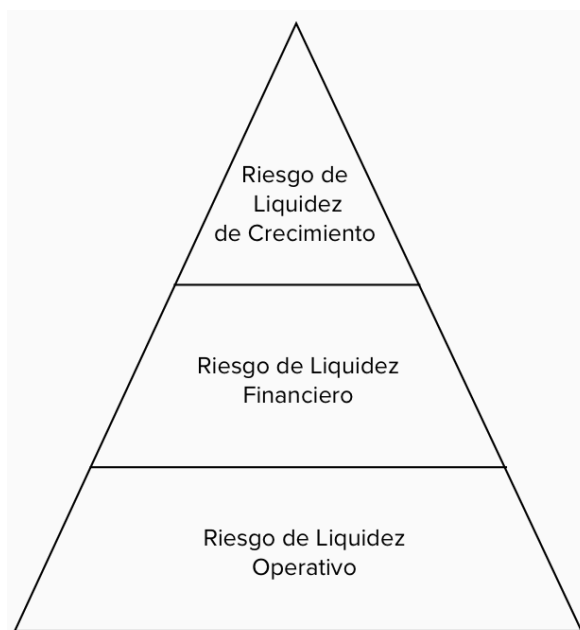 Riesgo de
Liquidez
de Crecimiento
Riesgo de Liquidez
Financiero
Riesgo de Liquidez
Operativo